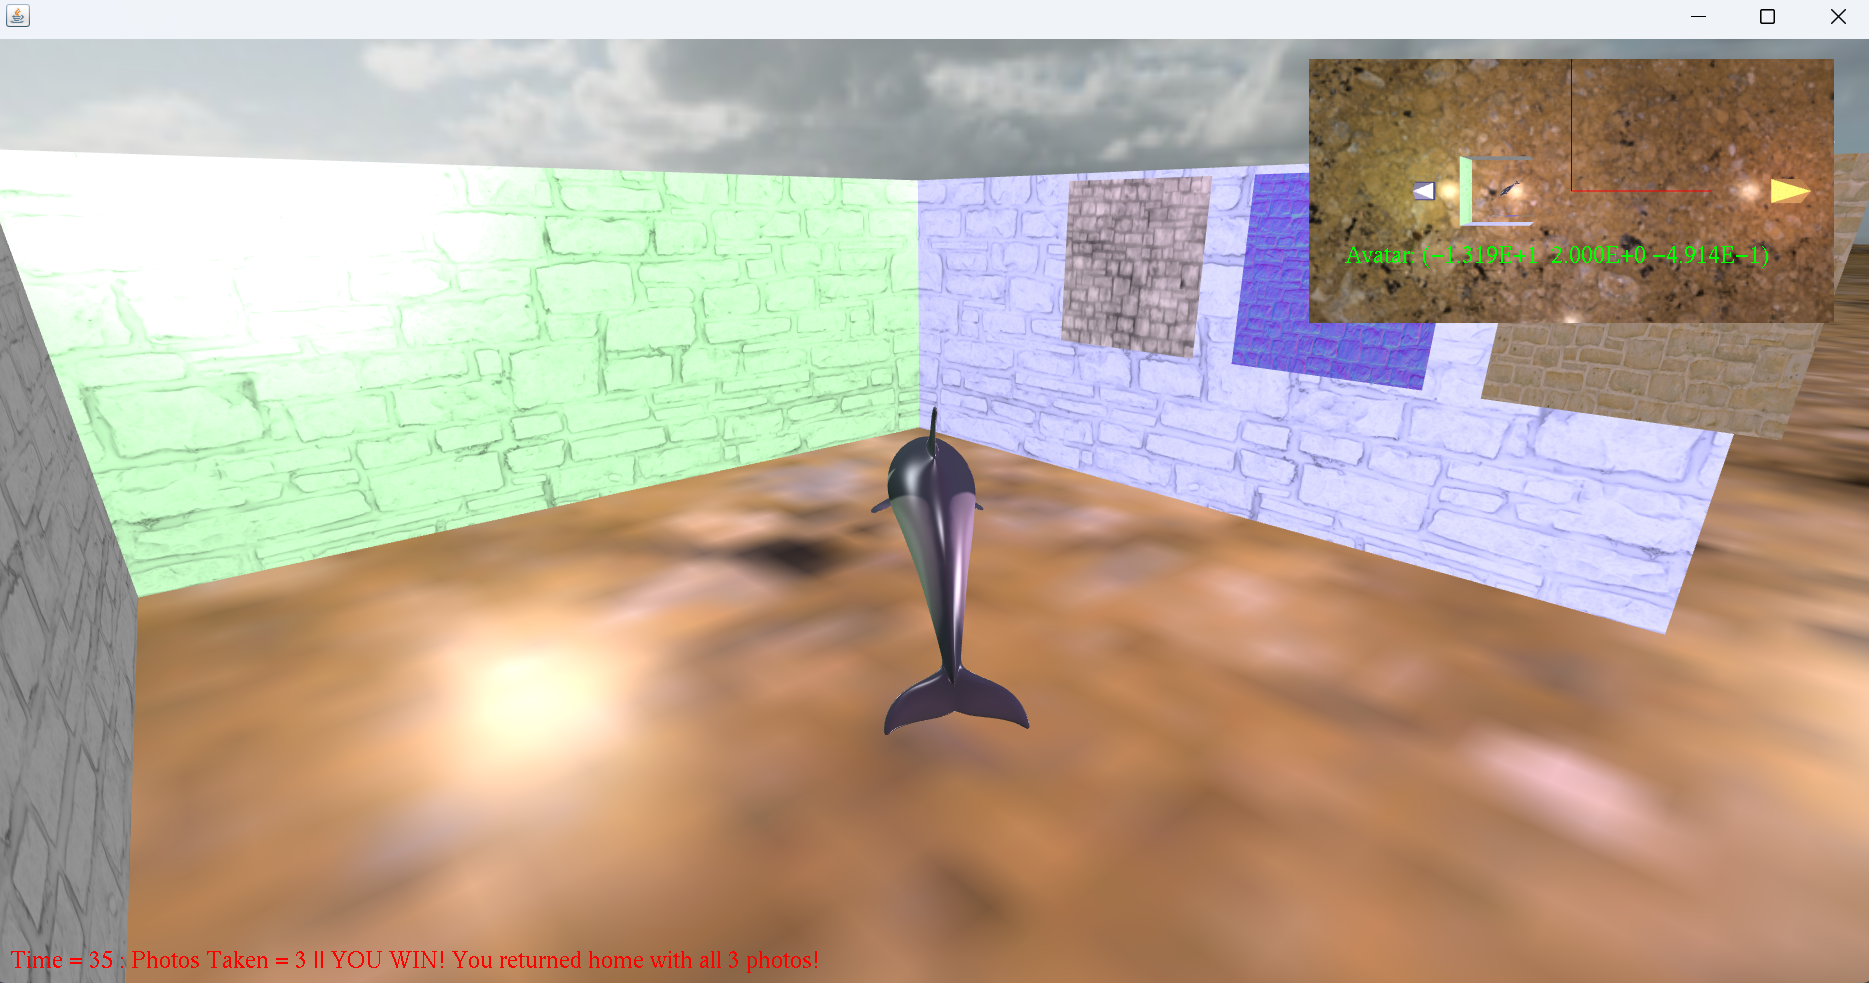 Avatar: (−1.319E+1 2.000E+0 −4.914E−1)
Time = 35 : Photos Taken = 3 || YOU WIN! You returned home with all 3 photos!